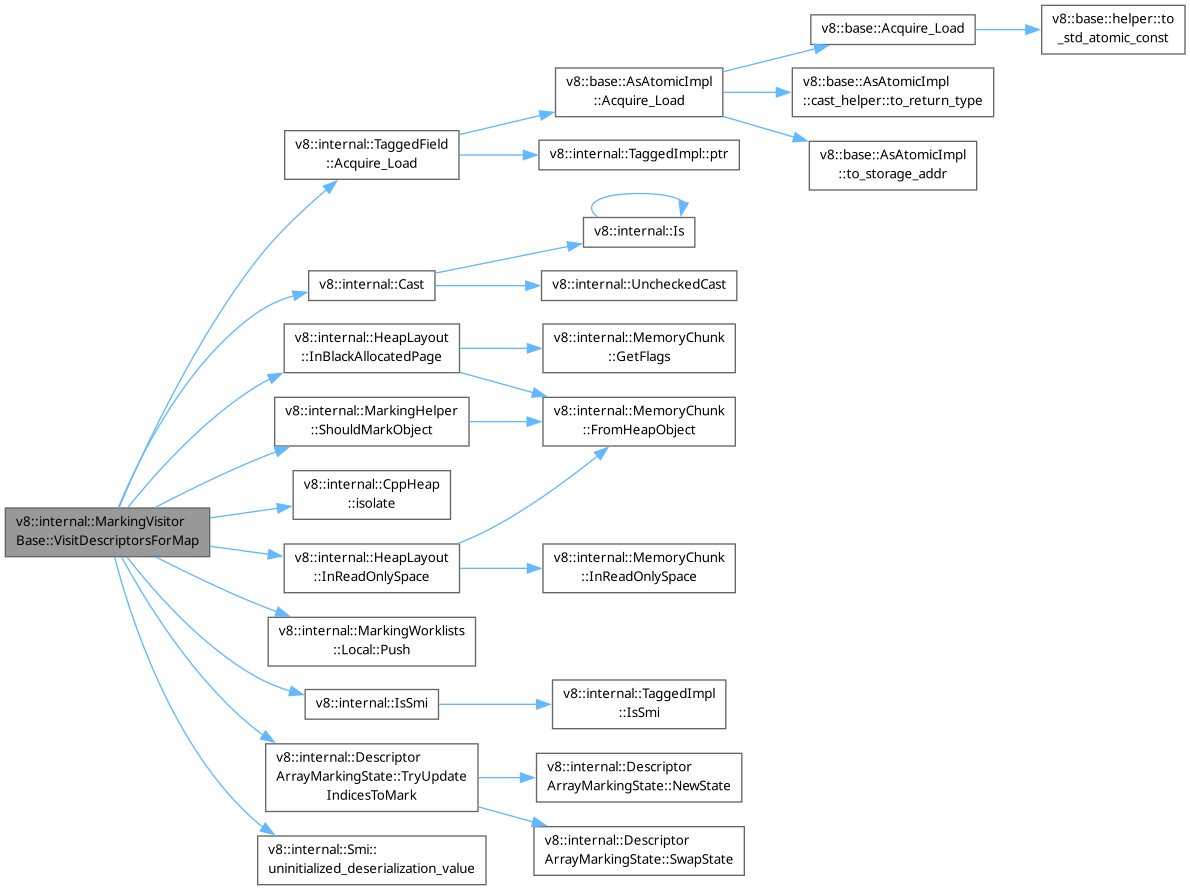 v8::internal::MarkingVisitor
Base::VisitDescriptorsForMap
v8::internal::TaggedField
::Acquire_Load
v8::base::AsAtomicImpl
::Acquire_Load
v8::base::Acquire_Load
v8::base::helper::to
_std_atomic_const
v8::base::AsAtomicImpl
::cast_helper::to_return_type
v8::base::AsAtomicImpl
::to_storage_addr
v8::internal::TaggedImpl::ptr
v8::internal::Cast
v8::internal::Is
v8::internal::UncheckedCast
v8::internal::HeapLayout
::InBlackAllocatedPage
v8::internal::MemoryChunk
::GetFlags
v8::internal::MemoryChunk
::FromHeapObject
v8::internal::MarkingHelper
::ShouldMarkObject
v8::internal::CppHeap
::isolate
v8::internal::HeapLayout
::InReadOnlySpace
v8::internal::MemoryChunk
::InReadOnlySpace
v8::internal::MarkingWorklists
::Local::Push
v8::internal::IsSmi
v8::internal::TaggedImpl
::IsSmi
v8::internal::Descriptor
ArrayMarkingState::TryUpdate
IndicesToMark
v8::internal::Descriptor
ArrayMarkingState::NewState
v8::internal::Descriptor
ArrayMarkingState::SwapState
v8::internal::Smi::
uninitialized_deserialization_value